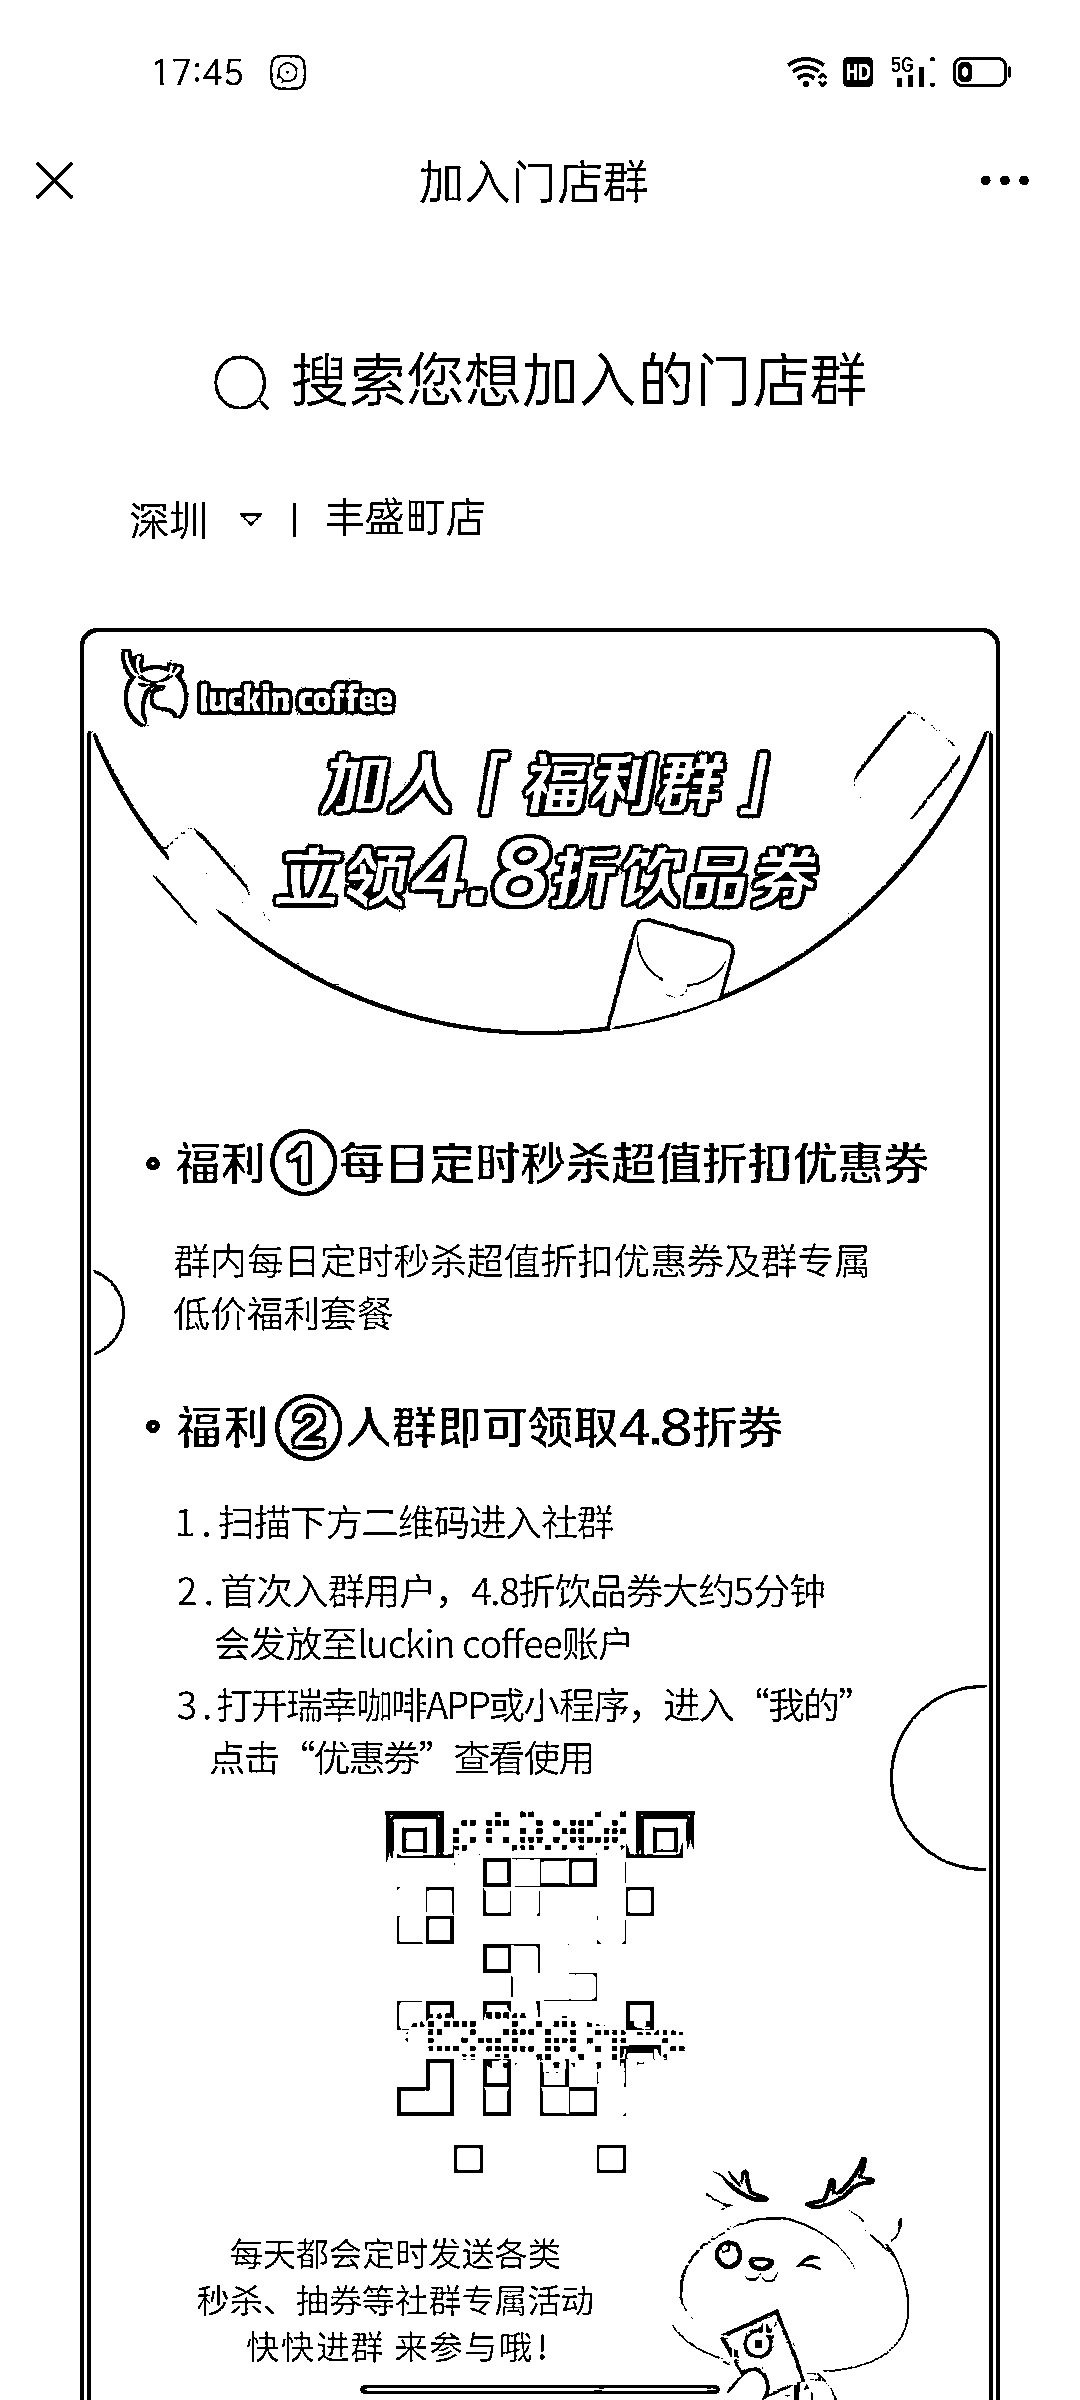 17:45
HD 5G
加入门店群
搜索您想加入的门店群
深圳 | 丰盛町店
luckin coffee
加入「福利群」
立领4.8折饮品券
福利①每日定时秒杀超值折扣优惠券
群内每日定时秒杀超值折扣优惠券及群专属
低价福利套餐
福利②入群即可领取4.8折券
1.扫描下方二维码进入社群
2.首次入群用户，4.8折饮品券大约5分钟
会发放至luckin coffee账户
3.打开瑞幸咖啡APP或小程序，进入“我的”
点击“优惠券”查看使用
每天都会定时发送各类
秒杀、抽券等社群专属活动
快快进群 来参与哦!